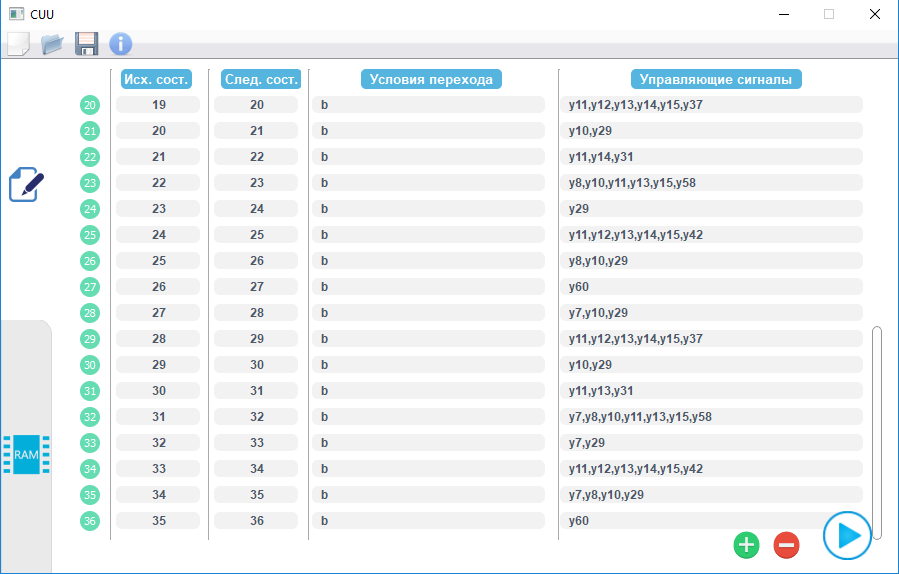 CUU
Исх. сост. След. сост. Условия перехода Управляющие сигналы
20 19 20 b y11,y12,y13,y14,y15,y37
21 20 21 b y10,y29
22 21 22 b y11,y14,y31
23 22 23 b y8,y10,y11,y13,y15,y58
24 23 24 b y29
25 24 25 b y11,y12,y13,y14,y15,y42
26 25 26 b y8,y10,y29
27 26 27 b y60
28 27 28 b y7,y10,y29
29 28 29 b y11,y12,y13,y14,y15,y37
30 29 30 b y10,y29
31 30 31 b y11,y13,y31
32 31 32 b y7,y8,y10,y11,y13,y15,y58
33 32 33 b y7,y29
RAM
34 33 34 b y11,y12,y13,y14,y15,y42
35 34 35 b y7,y8,y10,y29
36 35 36 b y60